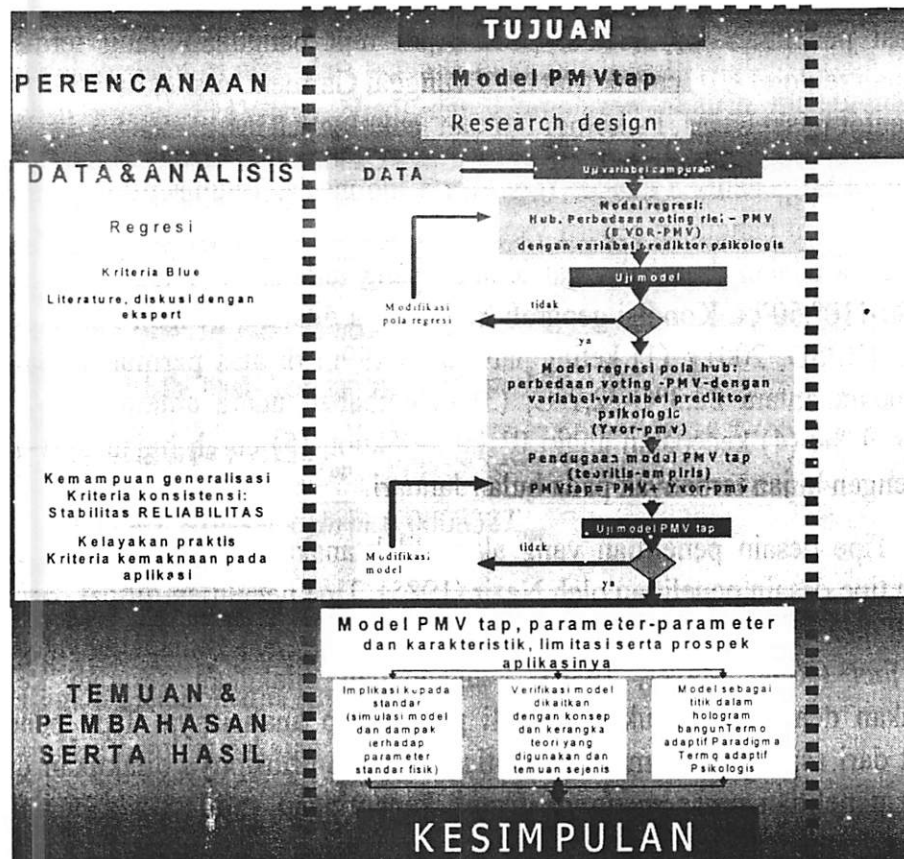 TUJUAN
PERENCANAAN
Model PMVtap
Research design
DATA&ANALISIS
DATA
Uji variabel campuran
Regresi
Model regresi:
Hub. Perbedaan voting riel – PMV
VOR-PMV)
dengan variabel prediktor psikologis
Kriteria Blue
Uji model
Literature, diskusi dengan
ekspert
Modifikasi
pola regresi
tidak
ya
Model regresi pola hub:
perbedaan voting -PMV-dengan
variabel-variabel prediktor
psikologic
(Yvor-pmv)
Pendugaan model PMV tap
(teoritis-empiris)
PMVtap= PMV+ Yvor-pmv
Kemampuan generalisasi
Kriteria konsistensi:
Stabilitas RELIABILITAS
Uji model PMV tap
Kelayakan praktis
Kriteria kemaknaan pada
aplikasi
Modifikasi
model
tidak
ya
Model PMV tap, parameter-parameter
dan karakteristik, limitasi serta prospek
aplikasinya
TEMUAN &
PEMBAHASAN
SERTA HASIL
Implikasi kepada
standar
(simulasi model
dan dampak
terhadap
parameter
standar fisik)
Verifikasi model
dikaitkan
dengan konsep
dan kerangka
teori yang
digunakan dan
temuan sejenis
Model sebagai
titik dalam
hologram
bangunTermo
adaptif Paradigma
Termo adaptif
Psikologis
KESIMPULAN